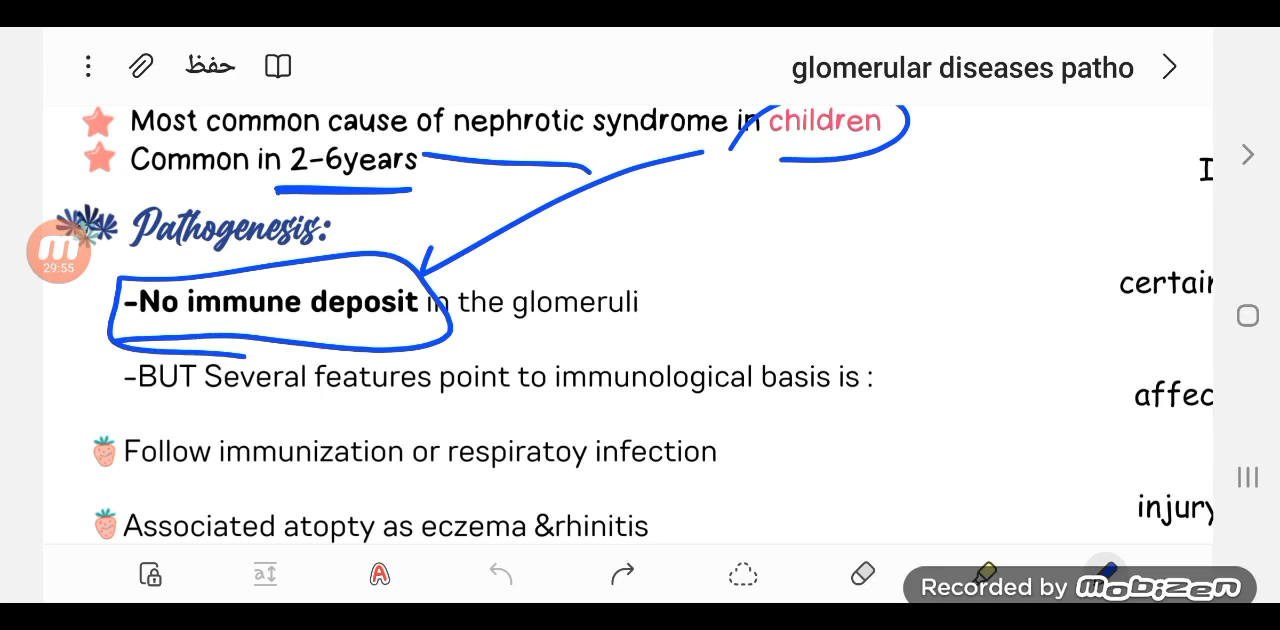 حفظ
glomerular diseases patho
Most common cause of nephrotic syndrome in children
Common in 2-6years
Pathogenesis:
29:55
-No immune deposit in the glomeruli
-BUT Several features point to immunological basis is :
Follow immunization or respiratoy infection
Associated atopty as eczema &rhinitis
I
certain
affec
injury
Recorded by mobizen